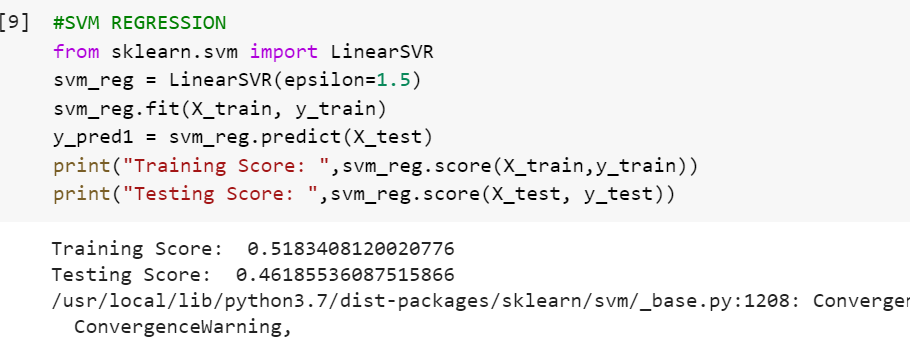 [9] #SVM REGRESSION
from sklearn.svm import LinearSVR
svm_reg = LinearSVR(epsilon=1.5)
svm_reg.fit(X_train, y_train)
y_pred1 = svm_reg.predict(X_test)
print("Training Score: ",svm_reg.score(X_train,y_train))
print("Testing Score: ",svm_reg.score(X_test, y_test))
Training Score:  0.5183408120020776
Testing Score:  0.46185536087515866
/usr/local/lib/python3.7/dist-packages/sklearn/svm/_base.py:1208:
  ConvergenceWarning,